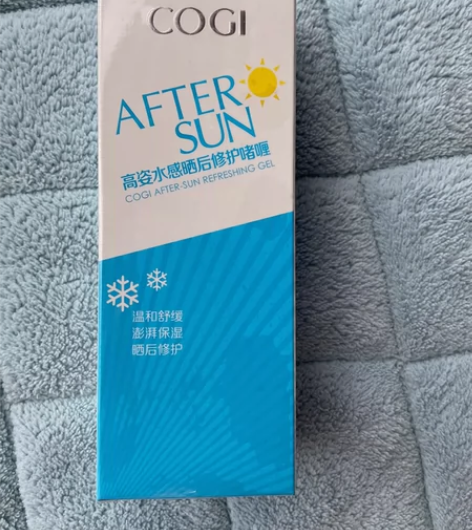 COGI
AFTER
SUN
高姿水感晒后修护啫喱
COGI AFTER-SUN REFRESHING GEL
温和舒缓
澎湃保湿
晒后修护